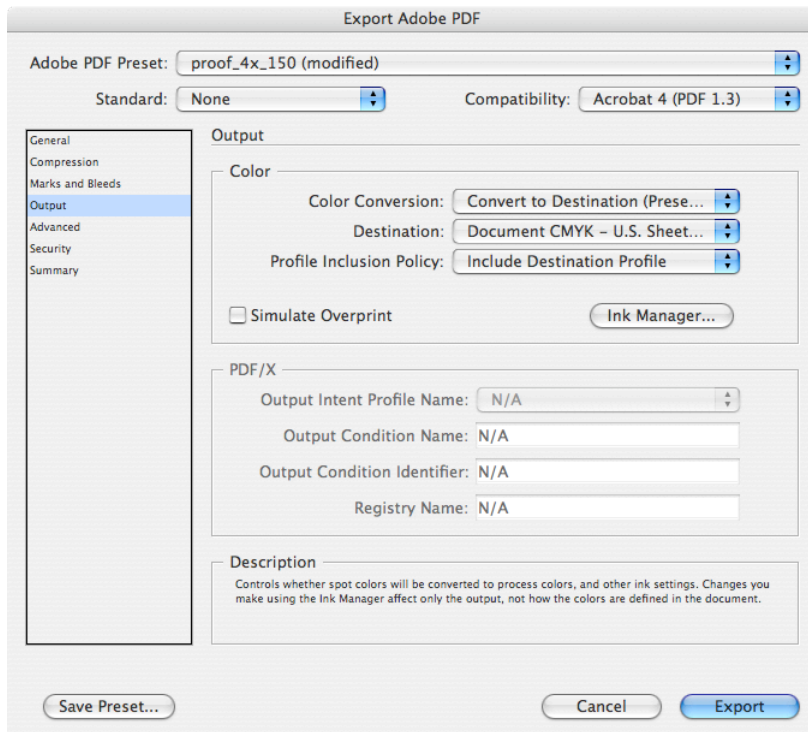 Export Adobe PDF
Adobe PDF Preset: proof_4x_150 (modified)
Standard: None Compatibility: Acrobat 4 (PDF 1.3)
General
Compression
Marks and Bleeds
Output
Advanced
Security
Summary
Output
Color
Color Conversion: Convert to Destination (Prese...
Destination: Document CMYK – U.S. Sheet...
Profile Inclusion Policy: Include Destination Profile
Simulate Overprint Ink Manager...
PDF/X
Output Intent Profile Name: N/A
Output Condition Name: N/A
Output Condition Identifier: N/A
Registry Name: N/A
Description
Controls whether spot colors will be converted to process colors, and other ink settings. Changes you
make using the Ink Manager affect only the output, not how the colors are defined in the document.
Save Preset... Cancel Export